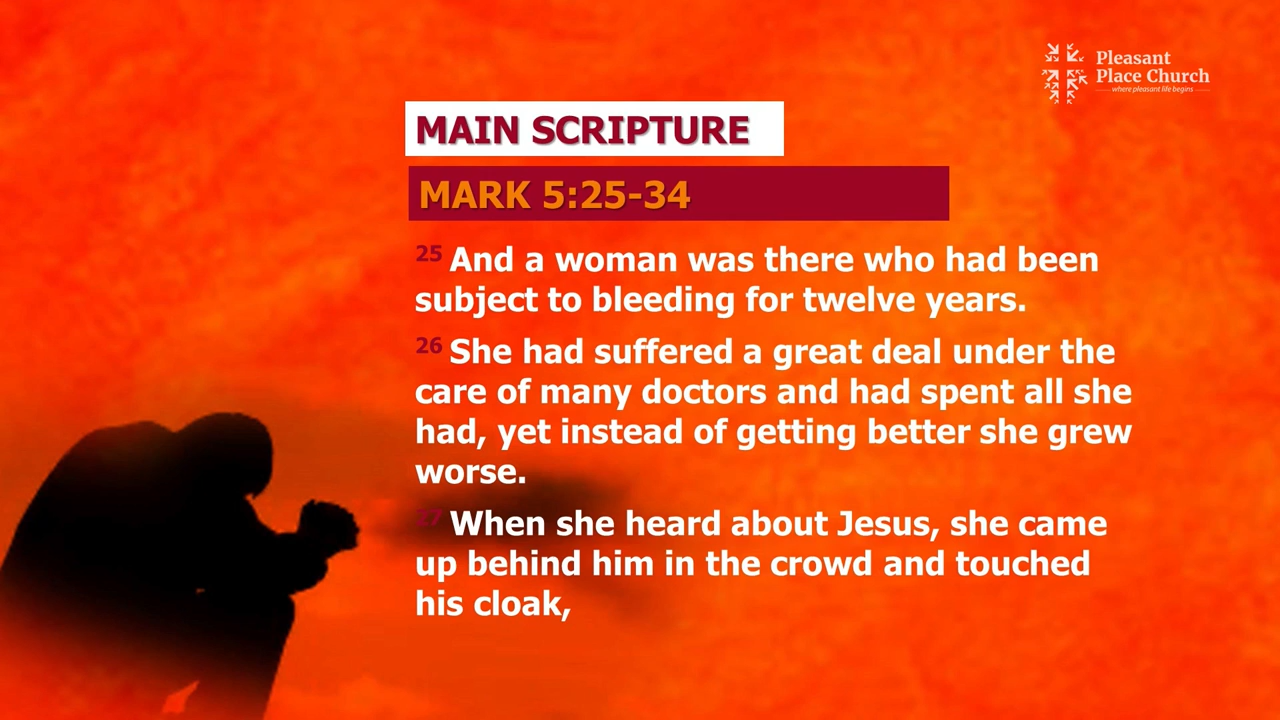 Pleasant
Place Church
where pleasant life begins
MAIN SCRIPTURE
MARK 5:25-34
25 And a woman was there who had been
subject to bleeding for twelve years.
26 She had suffered a great deal under the
care of many doctors and had spent all she
had, yet instead of getting better she grew
worse.
27 When she heard about Jesus, she came
up behind him in the crowd and touched
his cloak,